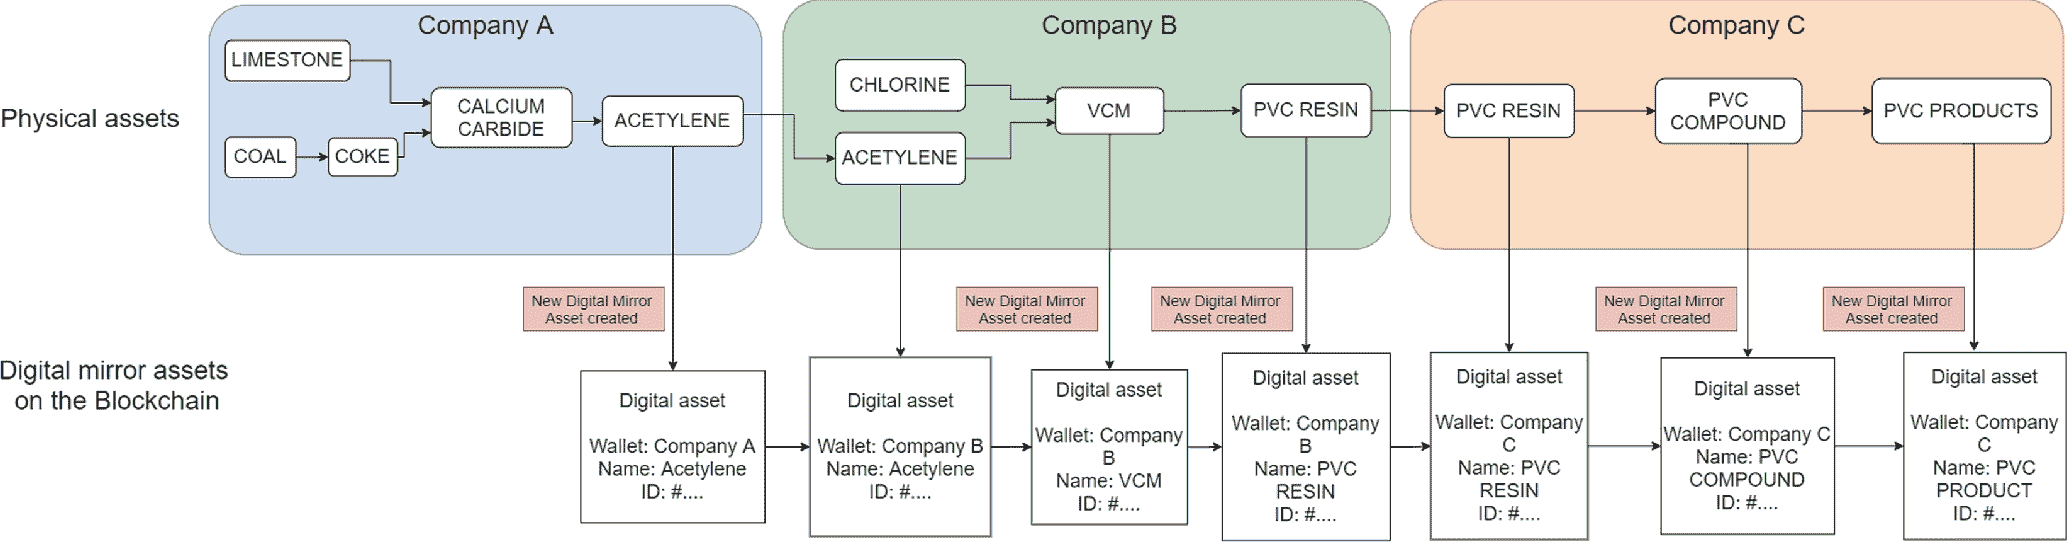 Company A
Company B
Company C
Physical assets
LIMESTONE
COAL
COKE
CALCIUM
CARBIDE
ACETYLENE
CHLORINE
ACETYLENE
VCM
PVC RESIN
PVC RESIN
PVC
COMPOUND
PVC PRODUCTS
New Digital Mirror
Asset created
New Digital Mirror
Asset created
New Digital Mirror
Asset created
New Digital Mirror
Asset created
New Digital Mirror
Asset created
Digital mirror assets
on the Blockchain
Digital asset
Wallet: Company A
Name: Acetylene
ID: #....
Digital asset
Wallet: Company B
Name: Acetylene
ID: #....
Digital asset
Wallet: Company
B
Name: VCM
ID: #....
Digital asset
Wallet: Company
B
Name: PVC
RESIN
ID: #....
Digital asset
Wallet: Company
C
Name: PVC
RESIN
ID: #....
Digital asset
Wallet: Company C
Name: PVC
COMPOUND
ID: #....
Digital asset
Wallet: Company
C
Name: PVC
PRODUCT
ID: #....